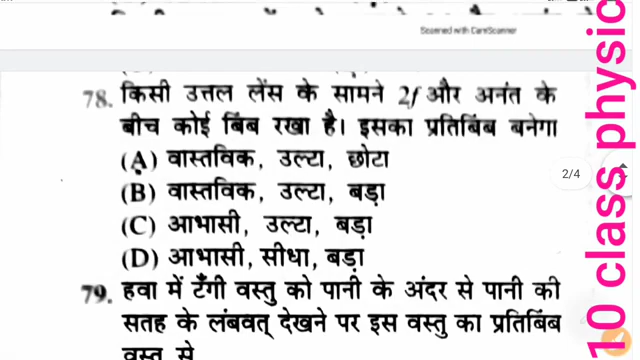 Scanned with CamScanner
78. किसी उत्तल लेंस के सामने 2f और अनंत के
बीच कोई बिंब रखा है। इसका प्रतिबिंब बनेगा
(A) वास्तविक, उल्टा, छोटा
(B) वास्तविक, उल्टा, बड़ा
(C) आभासी, उल्टा, बड़ा
(D) आभासी, सीधा, बड़ा
79. हवा में टँगी वस्तु को पानी के अंदर से पानी की
सतह के लंबवत् देखने पर इस वस्तु का प्रतिबिंब
वस्तु से
2/4
10 class physic